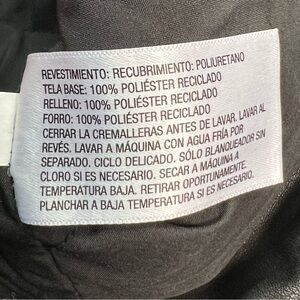 REVESTIMIENTO: RECUBRIMIENTO: POLIURETANO
TELA BASE: 100% POLIÉSTER RECICLADO
RELLENO: 100% POLIÉSTER RECICLADO
FORRO: 100% POLIÉSTER RECICLADO
CERRAR LA CREMALLERAS ANTES DE LAVAR. LAVAR AL
REVÉS. LAVAR A MÁQUINA CON AGUA FRÍA POR
SEPARADO. CICLO DELICADO. SÓLO BLANQUEADOR SIN
CLORO SI ES NECESARIO. SECAR A MÁQUINA A
TEMPERATURA BAJA. RETIRAR OPORTUNAMENTE.
PLANCHAR A BAJA TEMPERATURA SI ES NECESARIO.